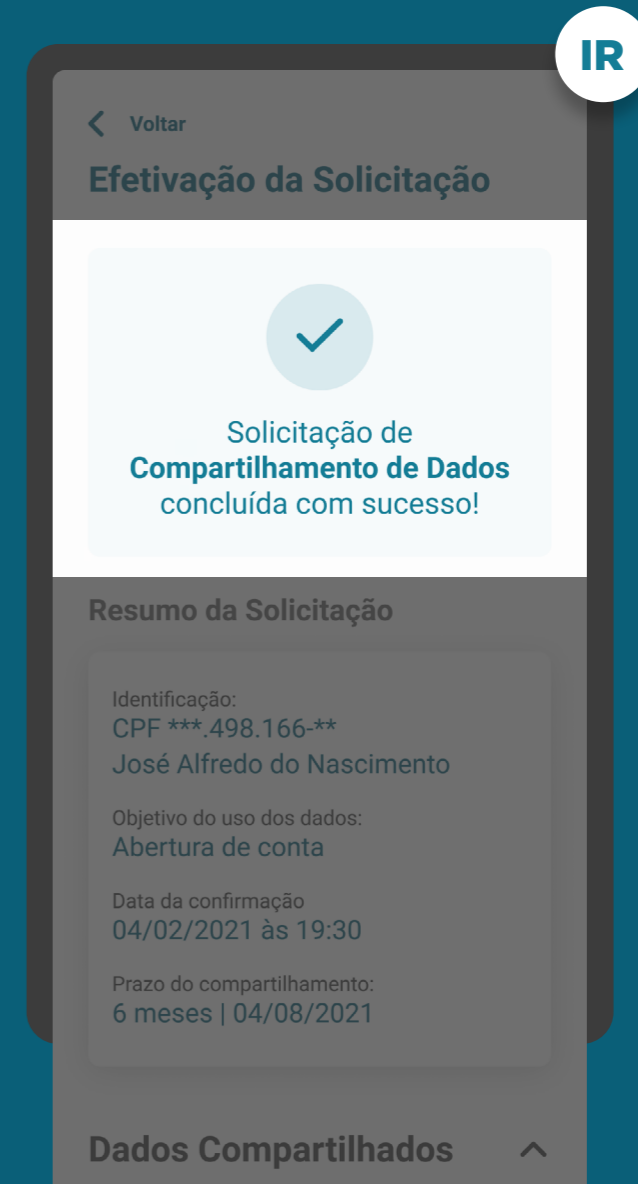 IR
Voltar
Efetivação da Solicitação
Solicitação de
Compartilhamento de Dados
concluída com sucesso!
Resumo da Solicitação
Identificação:
CPF ***.498.166-**
José Alfredo do Nascimento
Objetivo do uso dos dados:
Abertura de conta
Data da confirmação
04/02/2021 às 19:30
Prazo do compartilhamento:
6 meses | 04/08/2021
Dados Compartilhados